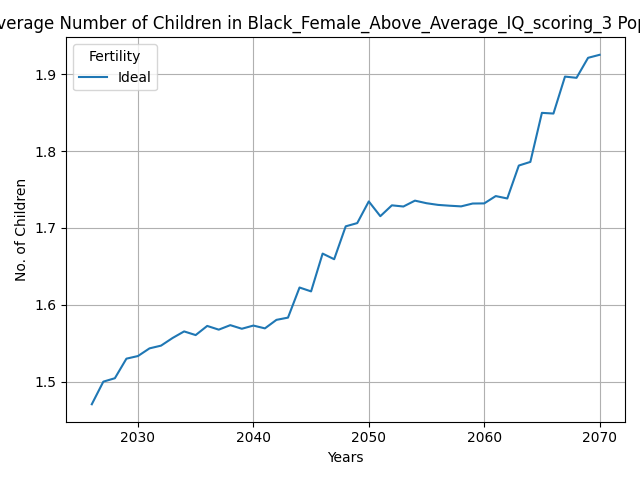 verage Number of Children in Black_Female_Above_Average_IQ_scoring_3 Pop
Fertility
Ideal
No. of Children
1.9
1.8
1.7
1.6
1.5
2030 2040 2050 2060 2070
Years